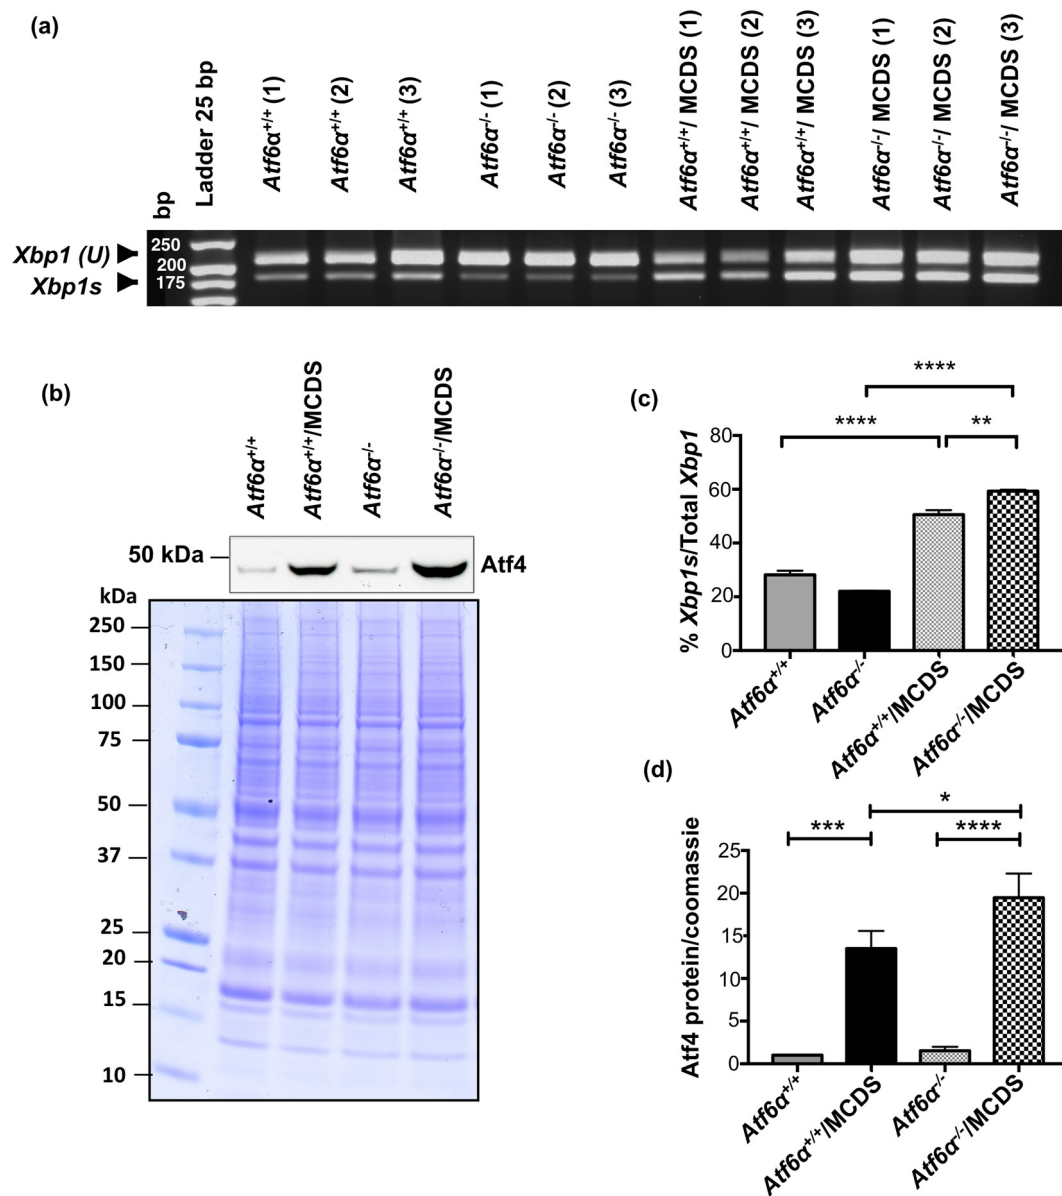 (a)
bp
Ladder 25 bp
Atf6α+/+ (1)
Atf6α+/+ (2)
Atf6α+/+ (3)
Atf6α-/- (1)
Atf6α-/- (2)
Atf6α-/- (3)
Atf6α+/+/ MCDS (1)
Atf6α+/+/ MCDS (2)
Atf6α+/+/ MCDS (3)
Atf6α-/-/ MCDS (1)
Atf6α-/-/ MCDS (2)
Atf6α-/-/ MCDS (3)
Xbp1 (U)
Xbp1s
250
200
175
(b)
Atf6α+/+
Atf6α+/+/MCDS
Atf6α-/-
Atf6α-/-/MCDS
50 kDa
Atf4
kDa
250
150
100
75
50
37
25
20
15
10
(c)
****
**** **
% Xbp1s/Total Xbp1
80
60
40
20
0
Atf6α+/+
Atf6α-/-
Atf6α+/+/MCDS
Atf6α-/-/MCDS
(d)
*
*** ****
Atf4 protein/coomassie
25
20
15
10
5
0
Atf6α+/+
Atf6α+/+/MCDS
Atf6α-/-
Atf6α-/-/MCDS